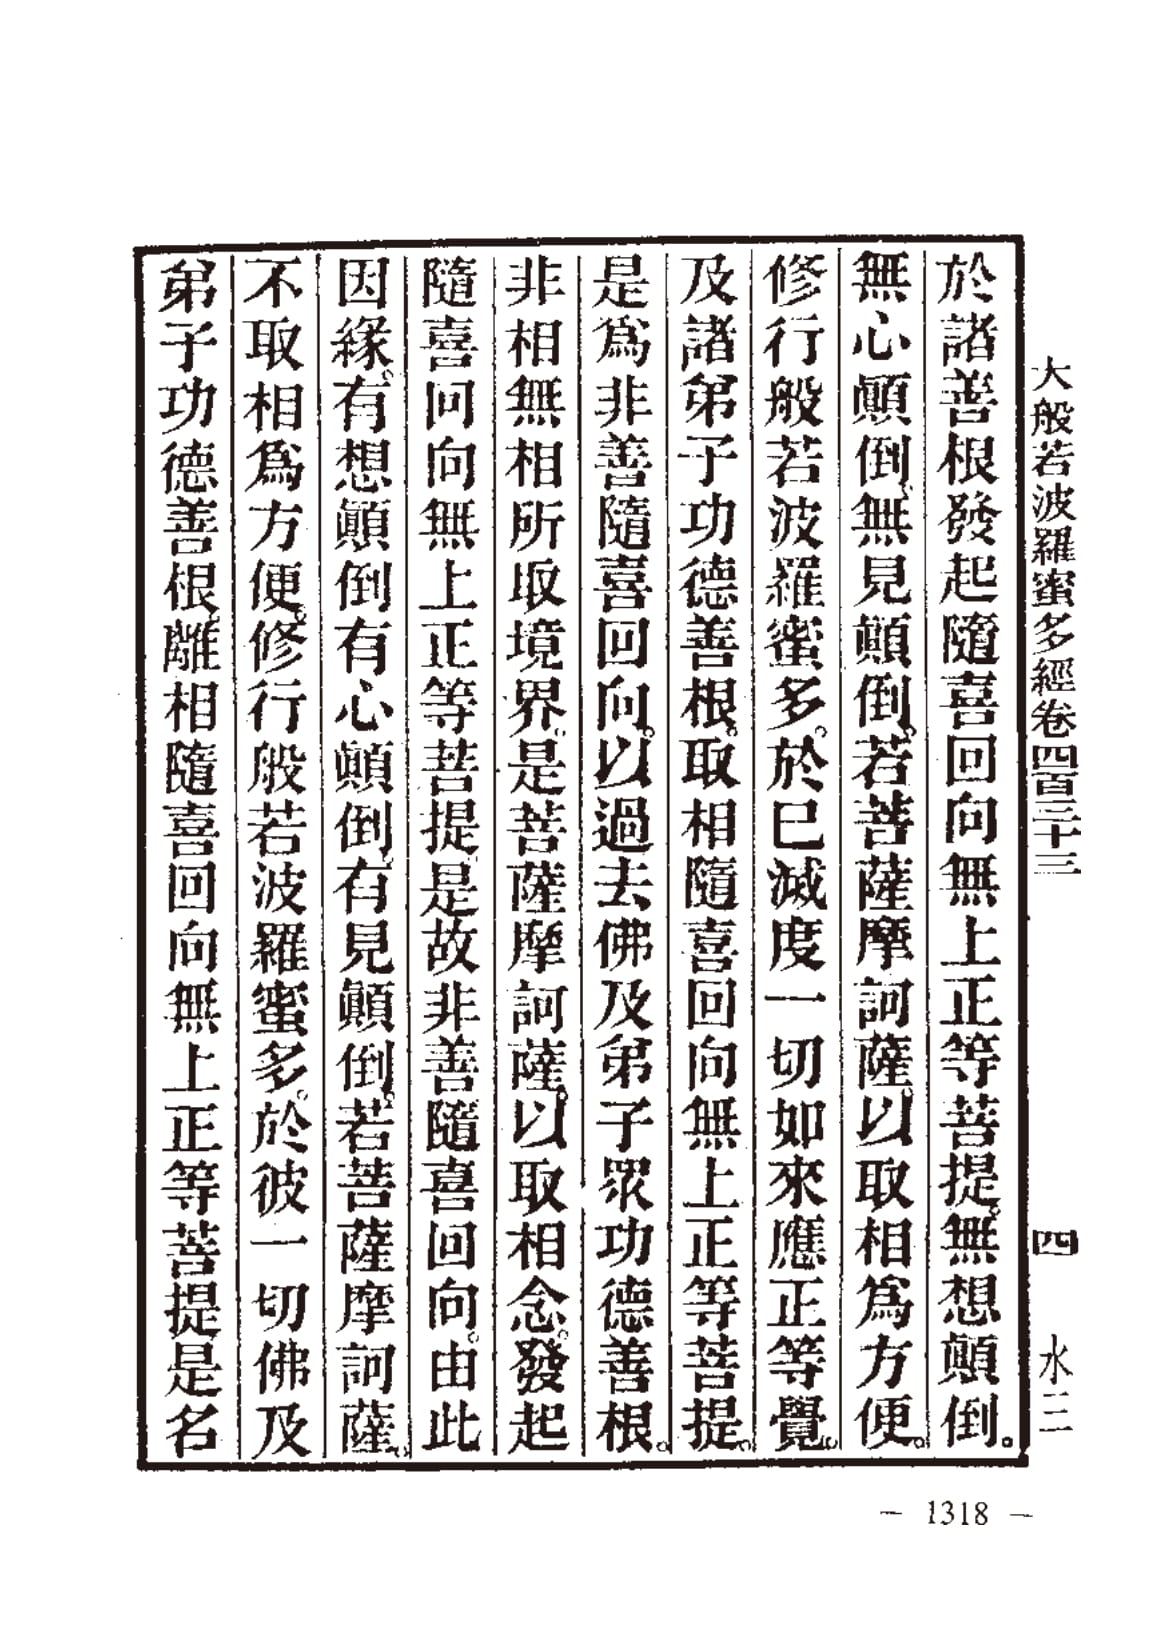 大般若波羅蜜多經卷四百三十三 四 水三
於諸善根發起隨喜回向無上正等菩提。無想顛倒。
無心顛倒。無見顛倒。若菩薩摩訶薩。以取相為方便。
修行般若波羅蜜多。於已滅度一切如來應正等覺。
及諸弟子功德善根。取相隨喜回向無上正等菩提。
是為非善隨喜回向。以過去佛及弟子眾功德善根。
非相無相所取境界。是菩薩摩訶薩。以取相念。發起
隨喜回向無上正等菩提。是故非善隨喜回向。由此
因緣。有想顛倒有心顛倒。有見顛倒。若菩薩摩訶薩。
不取相為方便。修行般若波羅蜜多。於彼一切佛及
弟子功德善根。離相隨喜回向無上正等菩提。是名
— 1318 —